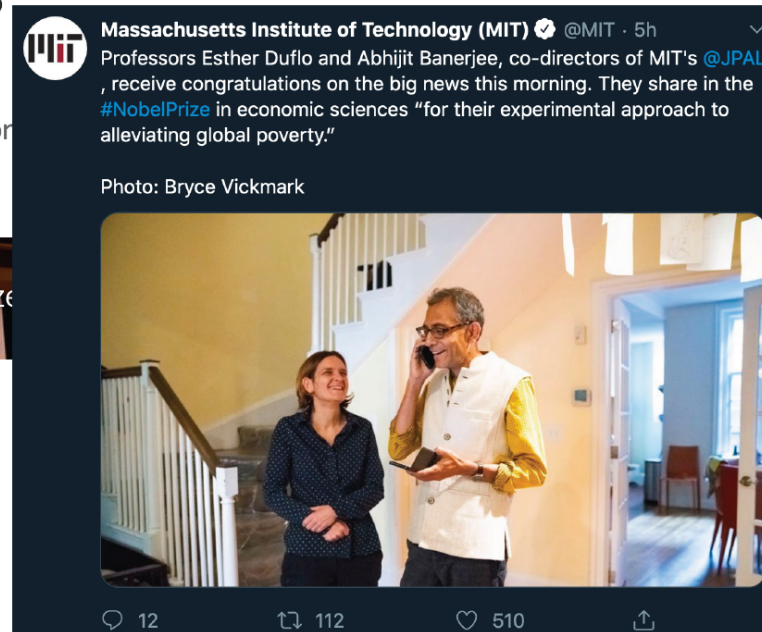 Massachusetts Institute of Technology (MIT) @MIT · 5h
MIT
Professors Esther Duflo and Abhijit Banerjee, co-directors of MIT's @JPAL
, receive congratulations on the big news this morning. They share in the
#NobelPrize in economic sciences “for their experimental approach to
alleviating global poverty.”
Photo: Bryce Vickmark
12 112 510